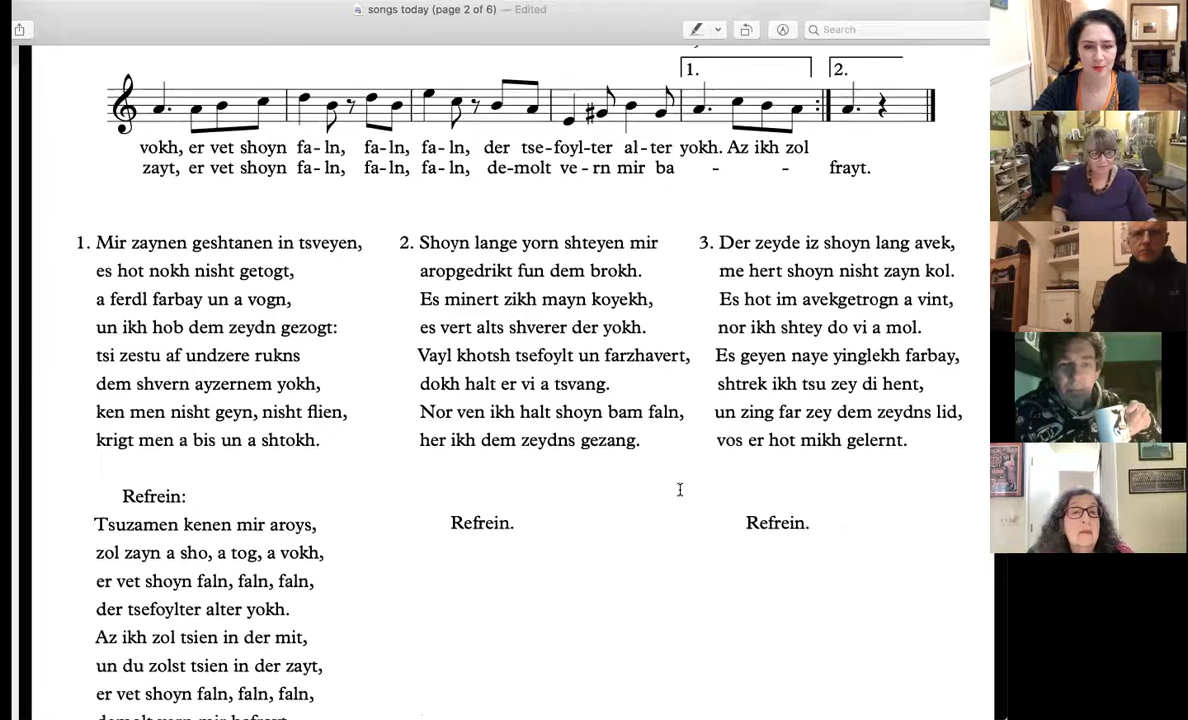 songs today (page 2 of 6) — Edited
Search
1.
2.
vokh, er vet shoyn fa-ln, fa-ln, fa-ln, der tse-foyl-ter al-ter yokh. Az ikh zol
zayt, er vet shoyn fa-ln, fa-ln, fa-ln, de-molt ve-rn mir ba - - frayt.
1. Mir zaynen geshtanen in tsveyen,
es hot nokh nisht getogt,
a ferdl farbay un a vogn,
un ikh hob dem zeydn gezogt:
tsi zestu af undzere rukns
dem shvern ayzernem yokh,
ken men nisht geyn, nisht flien,
krigt men a bis un a shtokh.
Refrein:
Tsuzamen kenen mir aroys,
zol zayn a sho, a tog, a vokh,
er vet shoyn faln, faln, faln,
der tsefoylter alter yokh.
Az ikh zol tsien in der mit,
un du zolst tsien in der zayt,
er vet shoyn faln, faln, faln,
2. Shoyn lange yorn shteyen mir
aropgedrikt fun dem brokh.
Es minert zikh mayn koyekh,
es vert alts shverer der yokh.
Vayl khotsh tsefoylt un farzhavert,
dokh halt er vi a tsvang.
Nor ven ikh halt shoyn bam faln,
her ikh dem zeydns gezang.
Refrein.
3. Der zeyde iz shoyn lang avek,
me hert shoyn nisht zayn kol.
Es hot im avekgetrogn a vint,
nor ikh shtey do vi a mol.
Es geyen naye yinglekh farbay,
shtrek ikh tsu zey di hent,
un zing far zey dem zeydns lid,
vos er hot mikh gelernt.
Refrein.